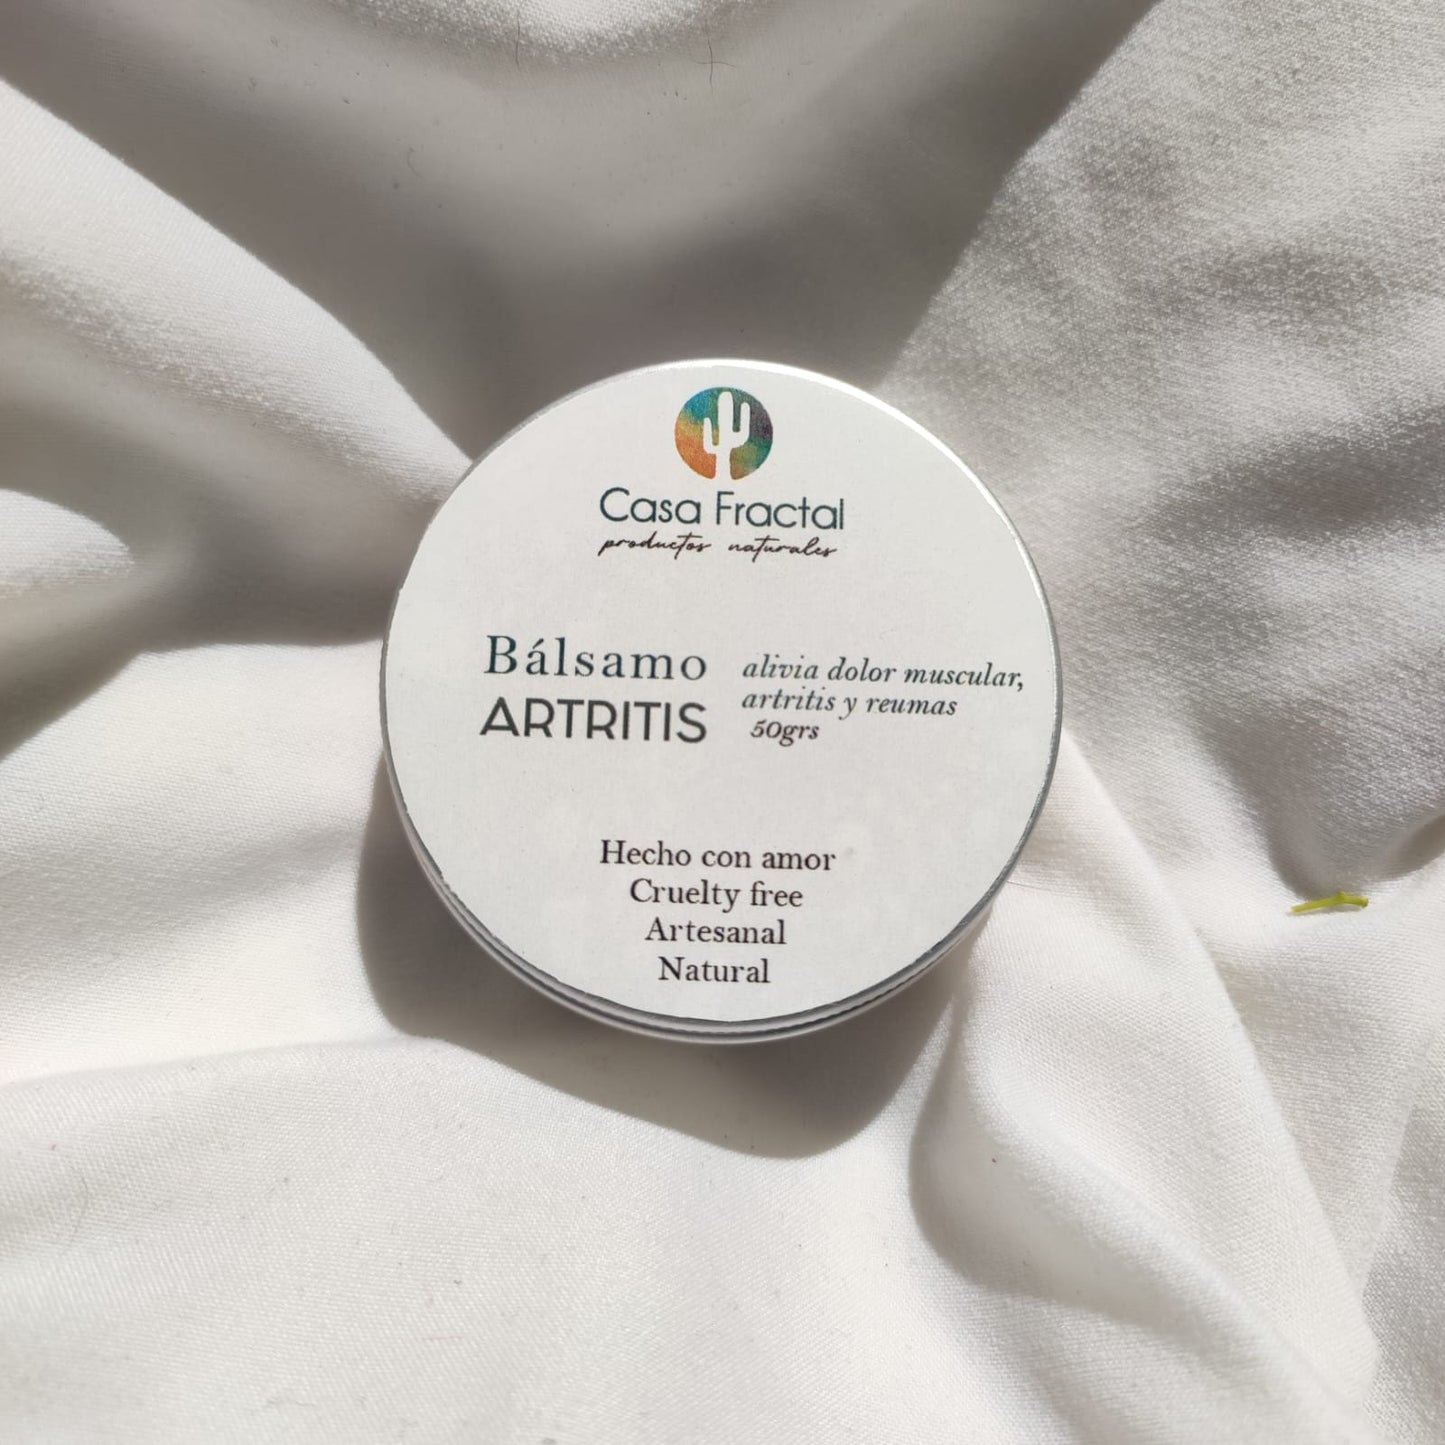 Casa Fractal
productos naturales
Bálsamo
ARTRITIS
alivia dolor muscular,
artritis y reumas
50grs
Hecho con amor
Cruelty free
Artesanal
Natural